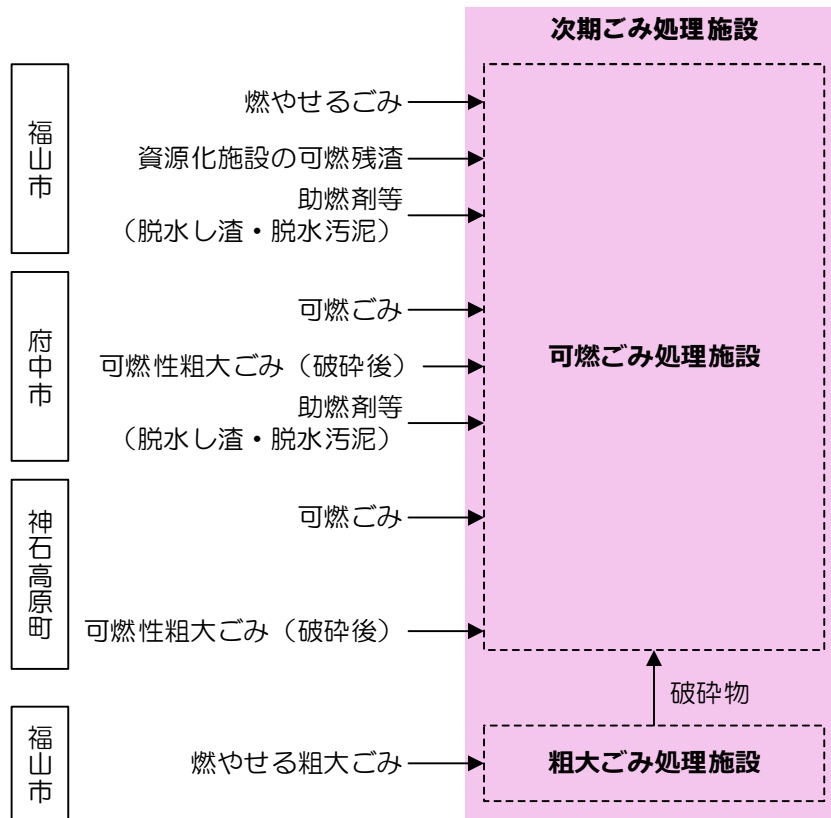 次期ごみ処理施設
福山市
燃やせるごみ
資源化施設の可燃残渣
助燃剤等
（脱水し渣・脱水汚泥）
府中市
可燃ごみ
可燃性粗大ごみ（破砕後）
助燃剤等
（脱水し渣・脱水汚泥）
可燃ごみ処理施設
神石高原町
可燃ごみ
可燃性粗大ごみ（破砕後）
破砕物
福山市
燃やせる粗大ごみ
粗大ごみ処理施設